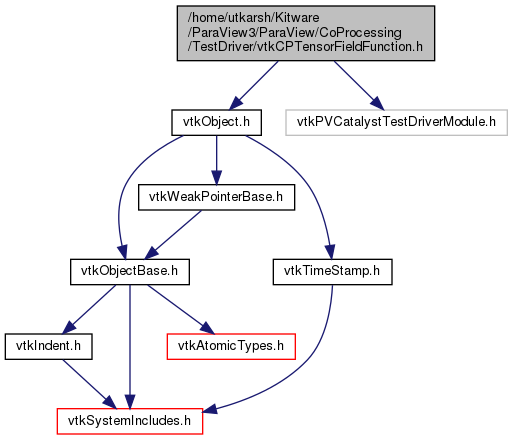 /home/utkarsh/Kitware
/ParaView3/ParaView/CoProcessing
/TestDriver/vtkCPTensorFieldFunction.h
vtkObject.h
vtkPVCatalystTestDriverModule.h
vtkWeakPointerBase.h
vtkObjectBase.h
vtkTimeStamp.h
vtkIndent.h
vtkAtomicTypes.h
vtkSystemIncludes.h